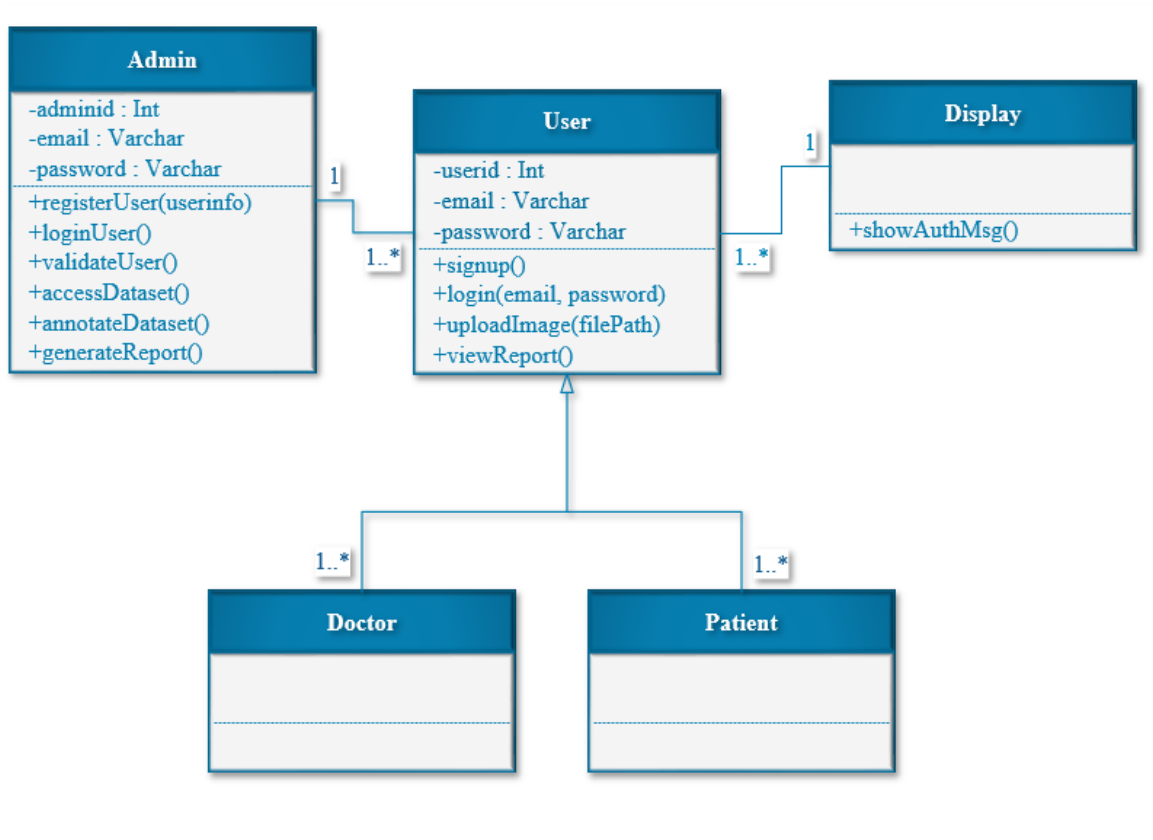 Admin
-adminid : Int
-email : Varchar
-password : Varchar
+registerUser(userinfo)
+loginUser()
+validateUser()
+accessDataset()
+annotateDataset()
+generateReport()
1
1..*
User
-userid : Int
-email : Varchar
-password : Varchar
+signup()
+login(email, password)
+uploadImage(filePath)
+viewReport()
1..*
1
Display
+showAuthMsg()
1..*
Doctor
1..*
Patient